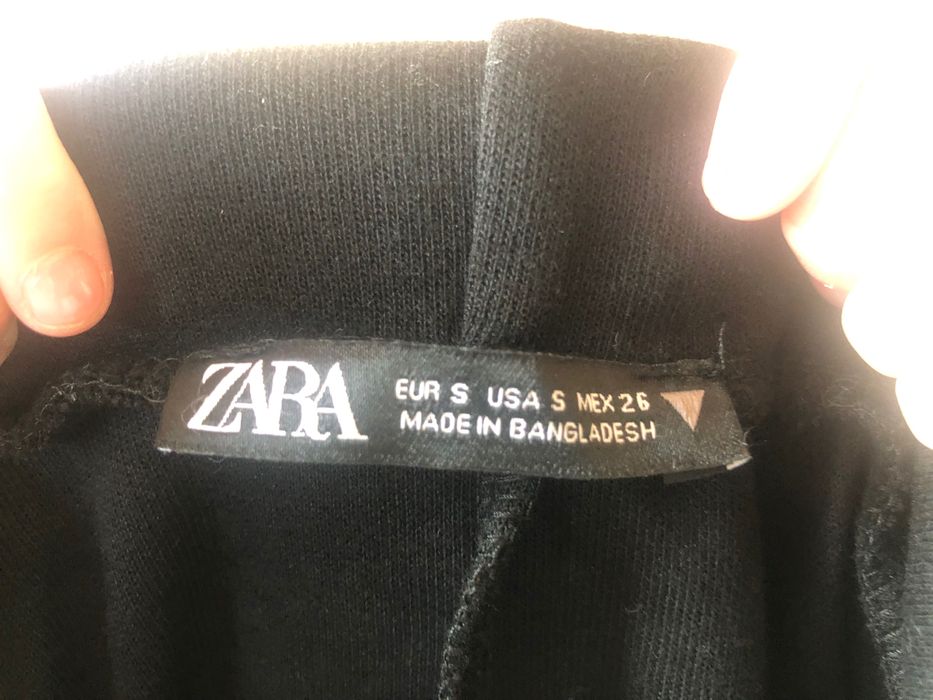 ZARA
EUR S USA S MEX 26
MADE IN BANGLADESH